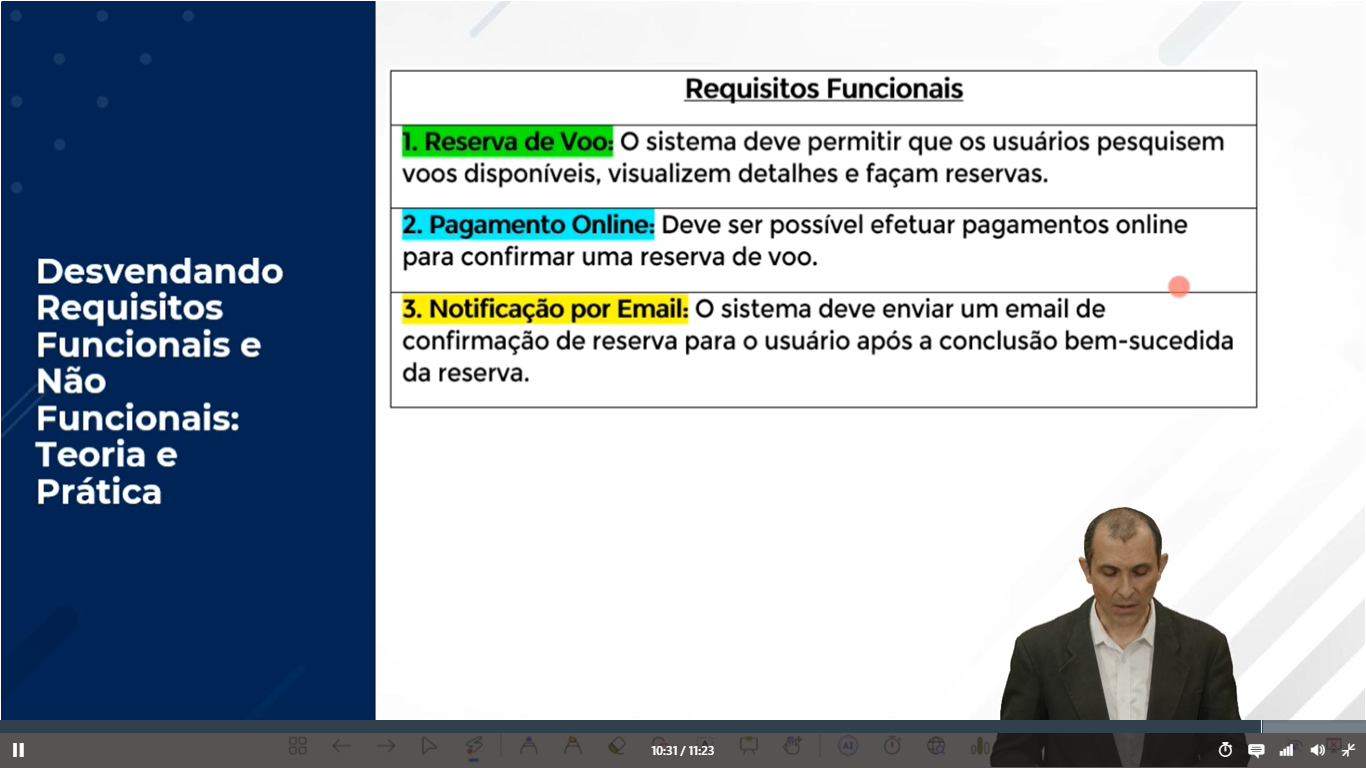 Desvendando
Requisitos
Funcionais e
Não
Funcionais:
Teoria e
Prática
Requisitos Funcionais
1. Reserva de Voo: O sistema deve permitir que os usuários pesquisem
voos disponíveis, visualizem detalhes e façam reservas.
2. Pagamento Online: Deve ser possível efetuar pagamentos online
para confirmar uma reserva de voo.
3. Notificação por Email: O sistema deve enviar um email de
confirmação de reserva para o usuário após a conclusão bem-sucedida
da reserva.
AI
10:31 / 11:23